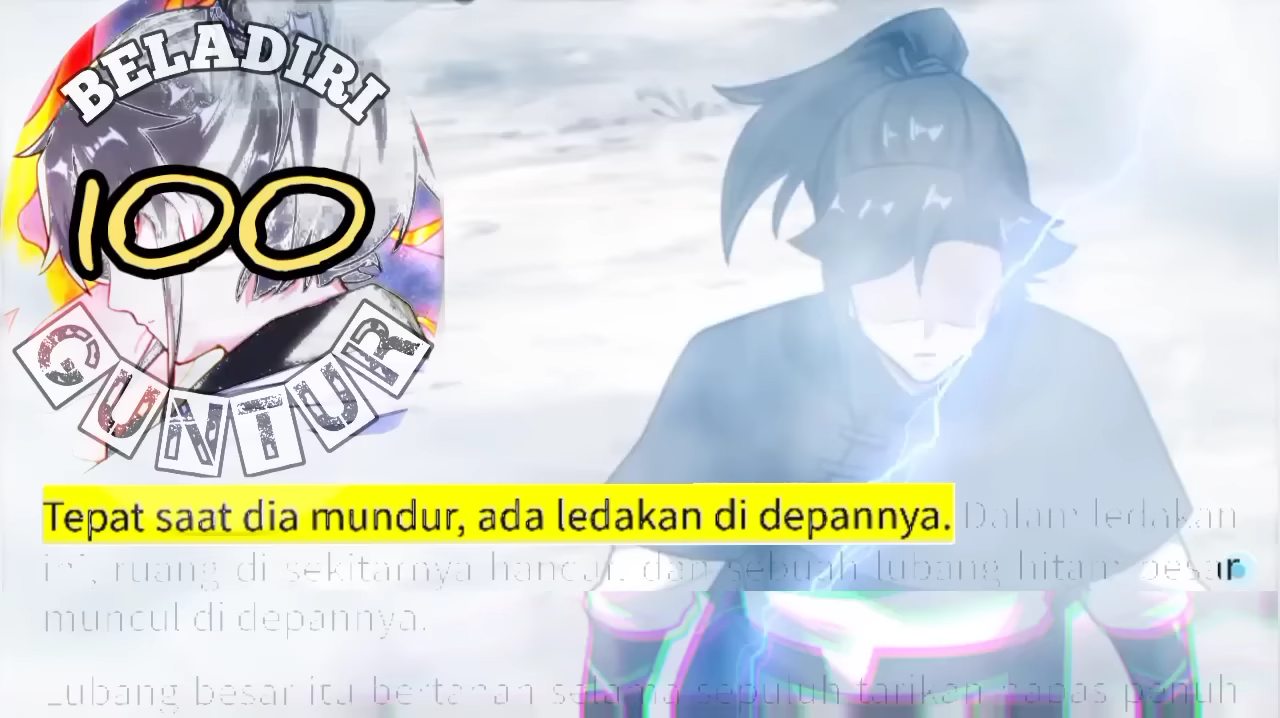 BELADIRI
100
GUNTUR
Tepat saat dia mundur, ada ledakan di depannya. Dalam ledakan
ini, ruang di sekitarnya hancur, dan sebuah lubang hitam besar
muncul di depannya.
Lubang besar itu bertahan selama sepuluh tarikan napas penuh